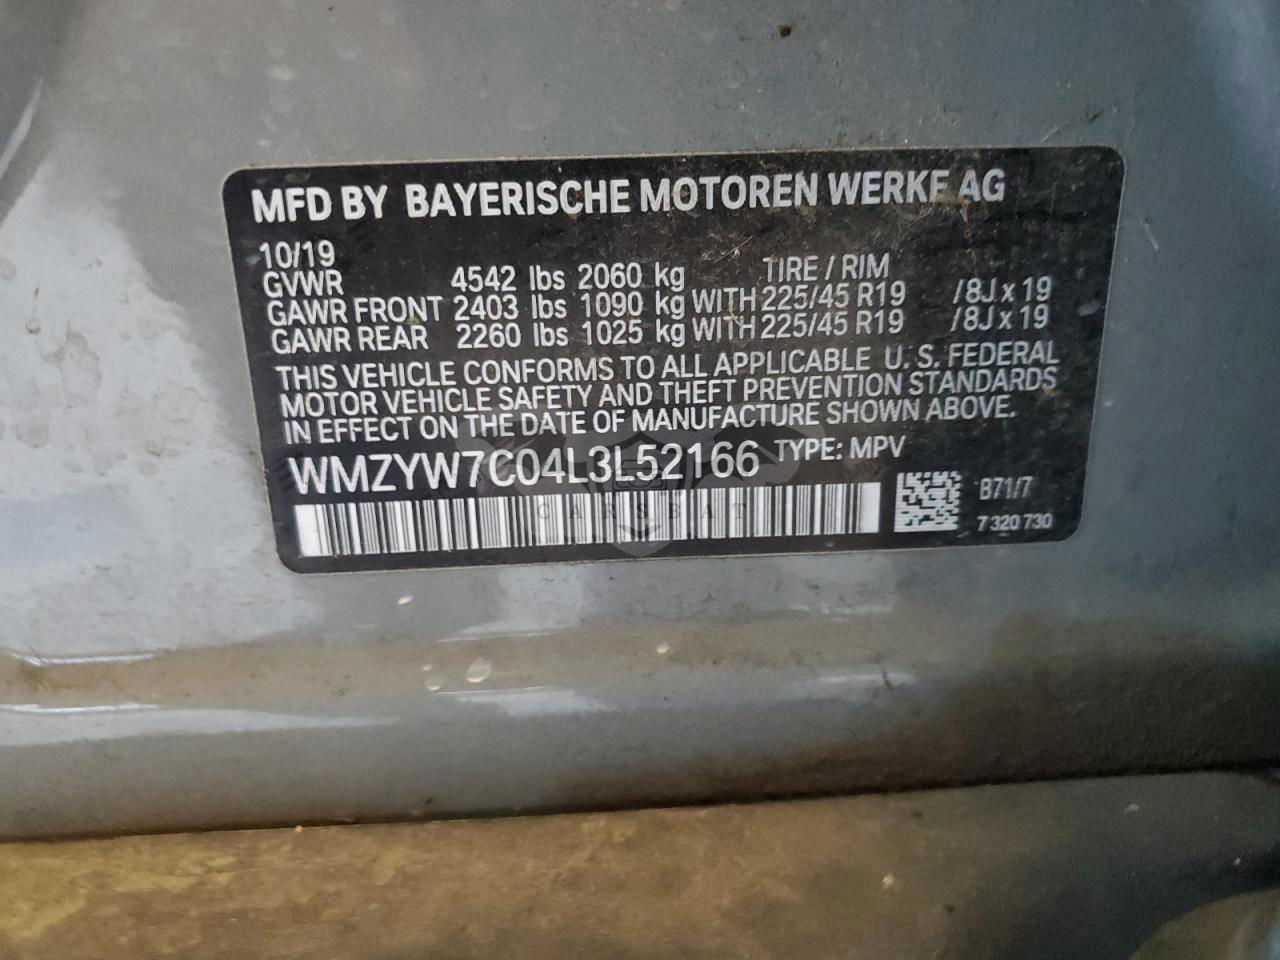 MFD BY BAYERISCHE MOTOREN WERKE AG
10/19
GVWR 4542 lbs 2060 kg TIRE / RIM
GAWR FRONT 2403 lbs 1090 kg WITH 225/45 R19 /8J x 19
GAWR REAR 2260 lbs 1025 kg WITH 225/45 R19 /8J x 19
THIS VEHICLE CONFORMS TO ALL APPLICABLE U. S. FEDERAL
MOTOR VEHICLE SAFETY AND THEFT PREVENTION STANDARDS
IN EFFECT ON THE DATE OF MANUFACTURE SHOWN ABOVE.
WMZYW7C04L3L52166 TYPE: MPV
CARSBAT
B71/7
7 320 730